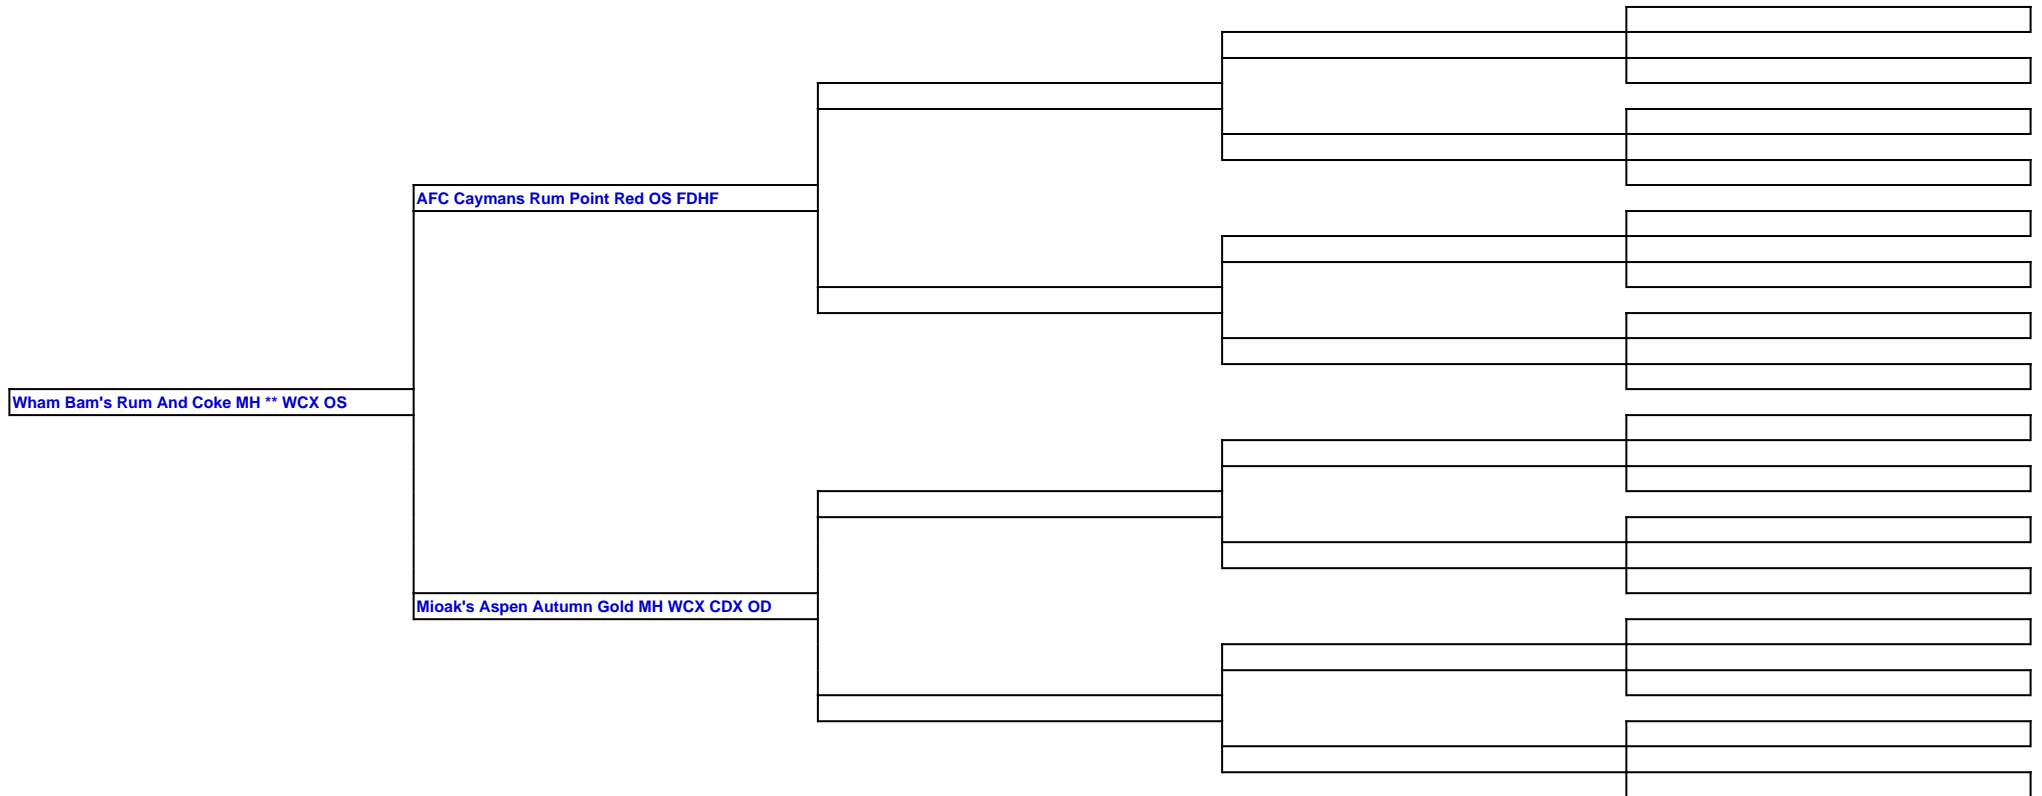 AFC Caymans Rum Point Red OS FDHF
Wham Bam's Rum And Coke MH ** WCX OS
Mioak's Aspen Autumn Gold MH WCX CDX OD